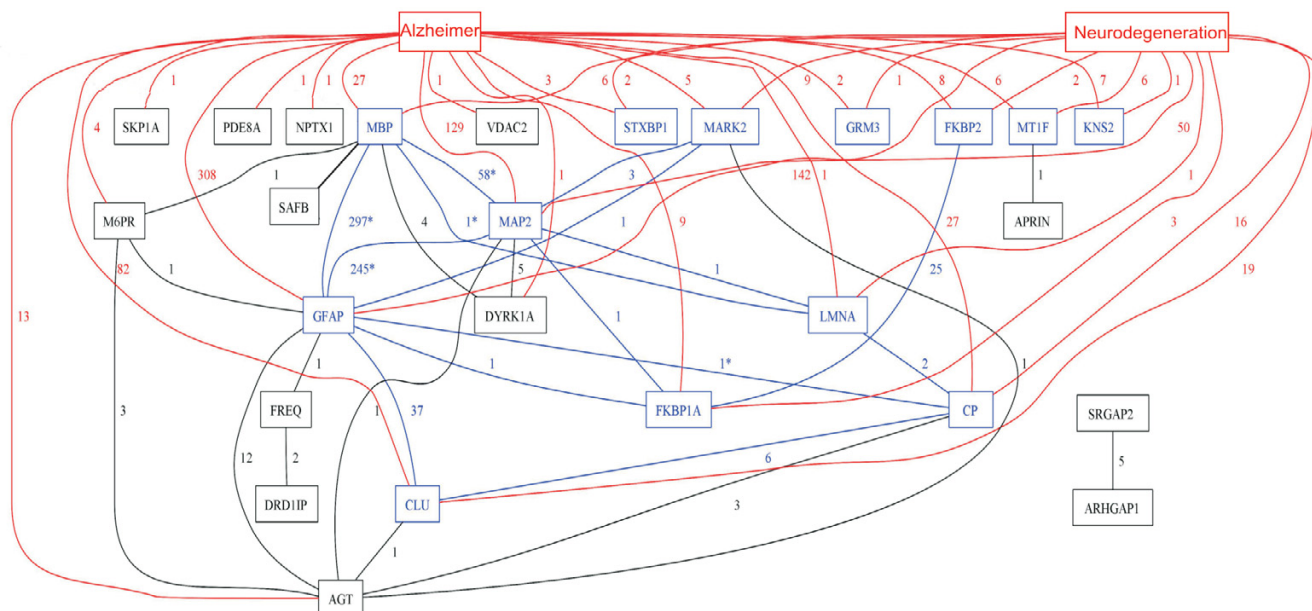 Alzheimer Neurodegeneration
1 1 1 27 1 3 6 2 5 2 1 8 8 6 2 7 6 1
4 129 50
SKP1A PDE8A NPTX1 MBP VDAC2 STXBP1 MARK2 GRM3 FKBP2 MT1F KNS2
308 1 58* 1 3 142 1 1 1
SAFB
M6PR 297* 4 1* MAP2 1 9 27 APRIN 3 16
82 1 245* 5 1 25 19
13 GFAP DYRK1A 1 LMNA
1 1 1* 2 1
3 FREQ 37 1 FKBP1A CP SRGAP2
12 2 6 5
DRD1IP CLU 3 ARHGAP1
1
AGT